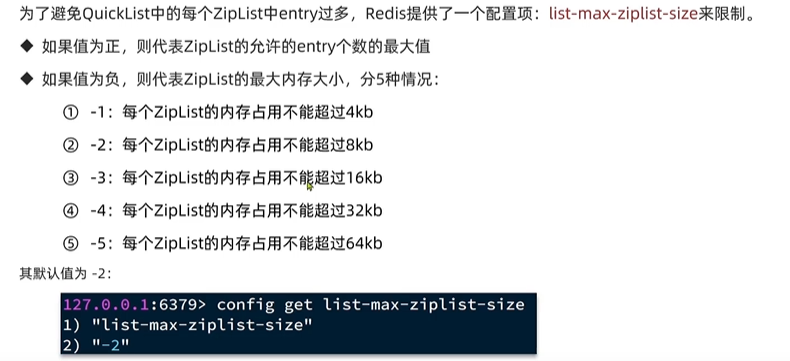 为了避免QuickList中的每个ZipList中entry过多，Redis提供了一个配置项：list-max-ziplist-size来限制。
◆ 如果值为正，则代表ZipList的允许的entry个数的最大值
◆ 如果值为负，则代表ZipList的最大内存大小，分5种情况：
① -1：每个ZipList的内存占用不能超过4kb
② -2：每个ZipList的内存占用不能超过8kb
③ -3：每个ZipList的内存占用不能超过16kb
④ -4：每个ZipList的内存占用不能超过32kb
⑤ -5：每个ZipList的内存占用不能超过64kb
其默认值为 -2：
127.0.0.1:6379> config get list-max-ziplist-size
1) "list-max-ziplist-size"
2) "-2"